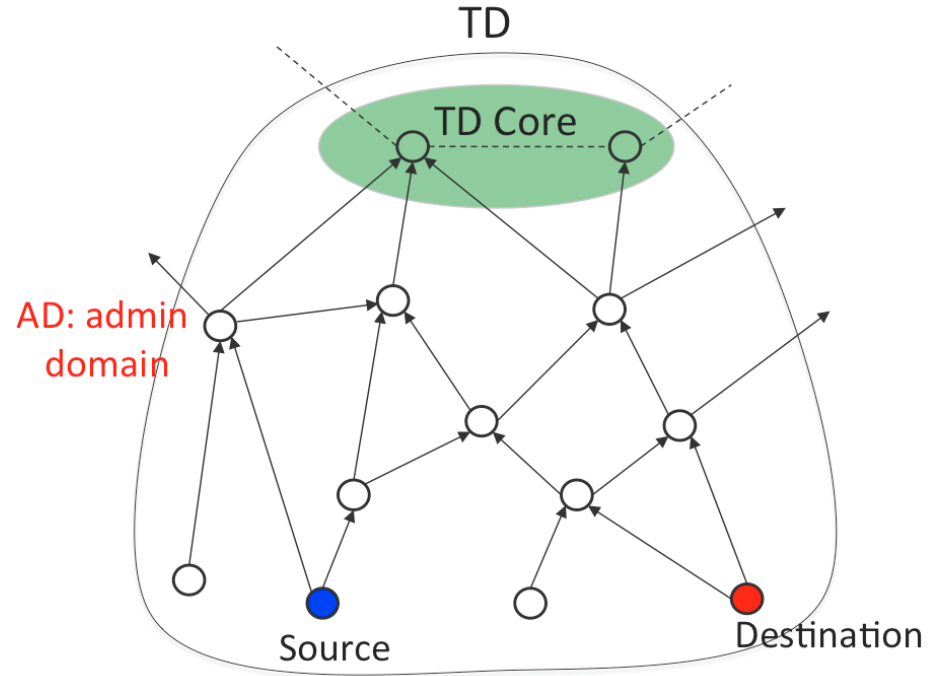 TD
TD Core
AD: admin
domain
Source
Destination